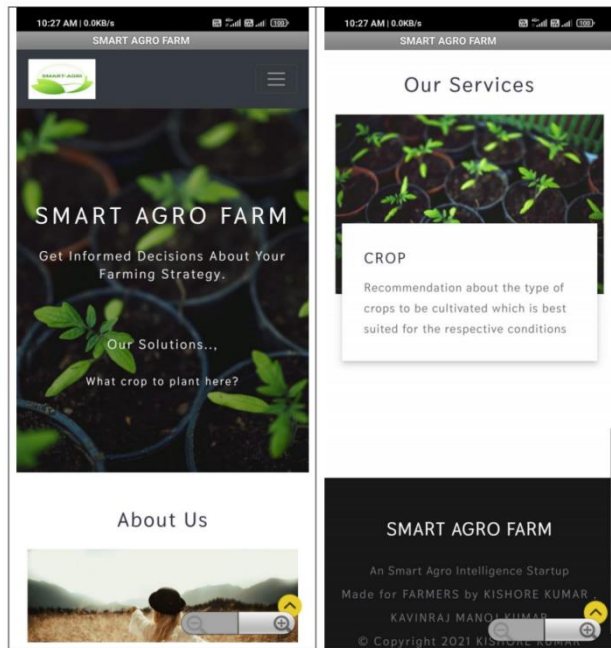 10:27 AM | 0.0KB/s
100
SMART AGRO FARM
SMART-AGRI
SMART AGRO FARM
Get Informed Decisions About Your
Farming Strategy.
Our Solutions..,
What crop to plant here?
About Us
10:27 AM | 0.0KB/s
100
SMART AGRO FARM
Our Services
CROP
Recommendation about the type of
crops to be cultivated which is best
suited for the respective conditions
SMART AGRO FARM
An Smart Agro Intelligence Startup
Made for FARMERS by KISHORE KUMAR ,
KAVINRAJ MANOJ KUMAR
© Copyright 2021 KISHORE KUMAR